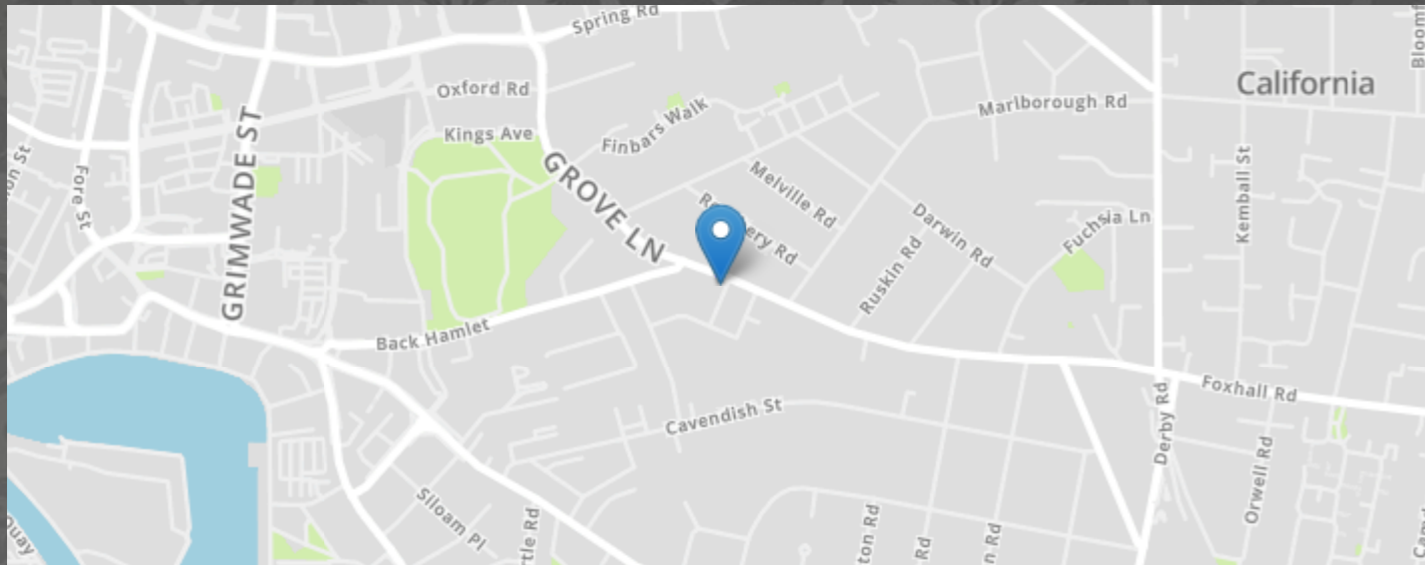 Spring Rd
Oxford Rd
Kings Ave
Finbars Walk
Marlborough Rd
California
GRIMWADE ST
Fore St
GROVE LN
Melville Rd
Darwin Rd
Fuchsia Ln
Kemball St
Ruskin Rd
Back Hamlet
Foxhall Rd
Derby Rd
Cavendish St
Orwell Rd
Siloam Pl
Quay
Rd